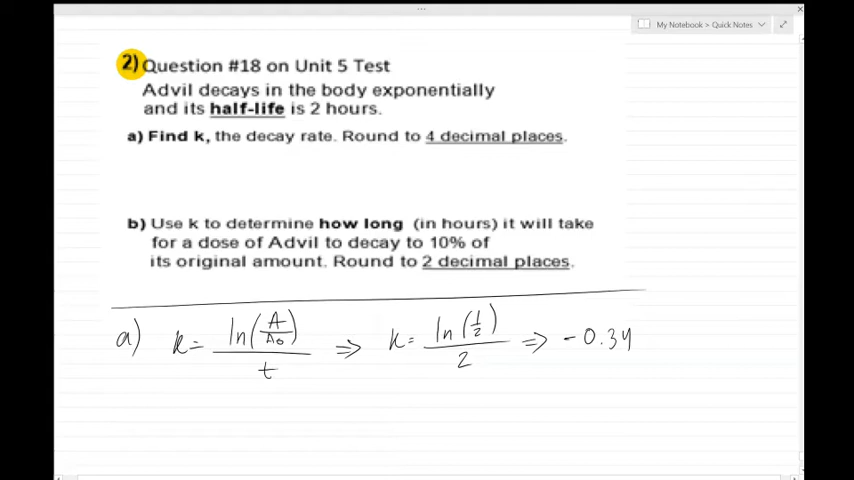 My Notebook > Quick Notes
2) Question #18 on Unit 5 Test
Advil decays in the body exponentially
and its half-life is 2 hours.
a) Find k, the decay rate. Round to 4 decimal places.
b) Use k to determine how long (in hours) it will take
for a dose of Advil to decay to 10% of
its original amount. Round to 2 decimal places.
a) k = ln(A/A₀)/t ⇒ k = ln(1/2)/2 ⇒ -0.34